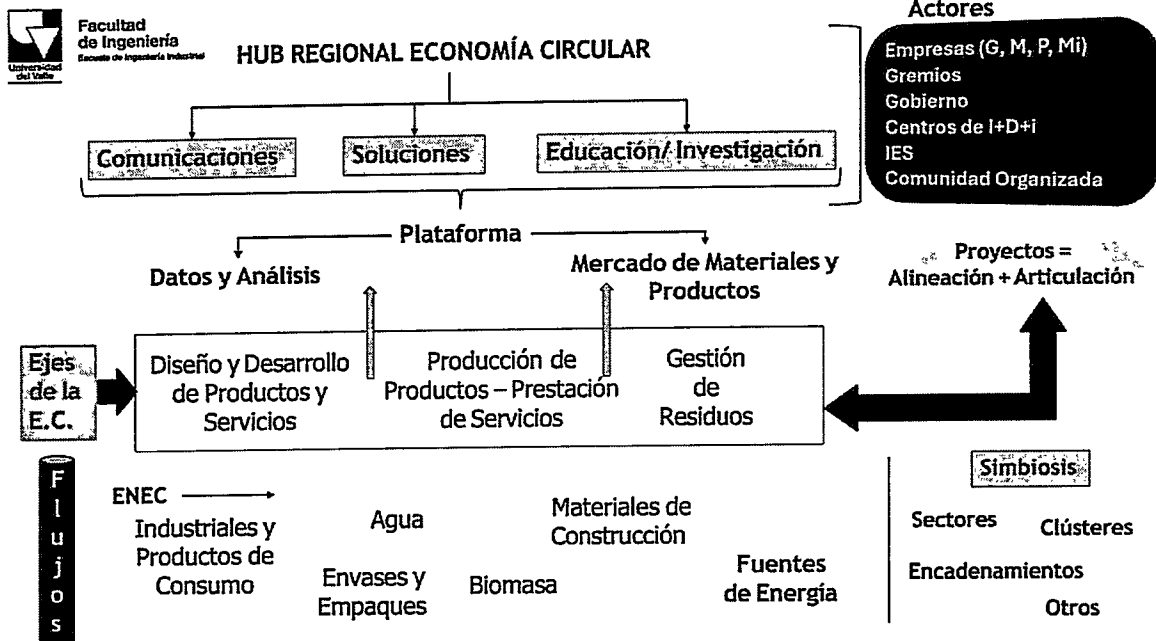 Facultad
de Ingeniería
Escuela de Ingeniería Industrial
Universidad
del Valle
HUB REGIONAL ECONOMÍA CIRCULAR
Actores
Empresas (G, M, P, Mi)
Gremios
Gobierno
Centros de I+D+i
IES
Comunidad Organizada
Comunicaciones
Soluciones
Educación/ Investigación
Plataforma
Datos y Análisis
Mercado de Materiales y
Productos
Proyectos =
Alineación + Articulación
Ejes
de la
E.C.
Diseño y Desarrollo
de Productos y
Servicios
Producción de
Productos – Prestación
de Servicios
Gestión
de
Residuos
Flujos
ENEC
Industriales y
Productos de
Consumo
Agua
Envases y
Empaques
Biomasa
Materiales de
Construcción
Fuentes
de Energía
Simbiosis
Sectores
Clústeres
Encadenamientos
Otros